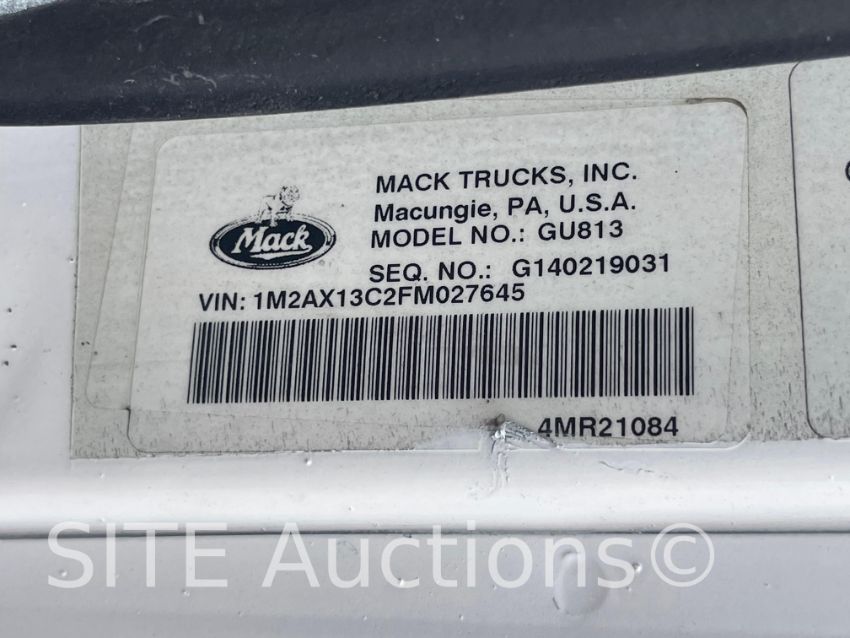 MACK TRUCKS, INC.
Macungie, PA, U.S.A.
MODEL NO.: GU813
SEQ. NO.: G140219031
Mack
VIN: 1M2AX13C2FM027645
4MR21084
SITE Auctions©